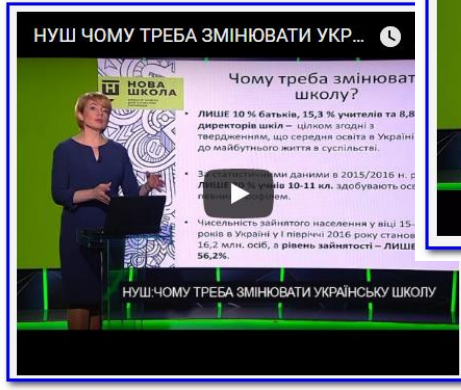 НУШ ЧОМУ ТРЕБА ЗМІНЮВАТИ УКР...
НОВА
ШКОЛА
Чому треба змінюват
школу?
• ЛИШЕ 10 % батьків, 15,3 % учителів та 8,8
директорів шкіл – цілком згодні з
твердженням, що середня освіта в Україні
до майбутнього життя в суспільстві.
• За статистичними даними в 2015/2016 н. р
ЛИШЕ 10 % учнів 10-11 кл. здобувають осв
профілем.
• Чисельність зайнятого населення у віці 15-
років в Україні у І півріччі 2016 року станов
16,2 млн. осіб, а рівень зайнятості – ЛИШЕ
56,2%.
НУШ:ЧОМУ ТРЕБА ЗМІНЮВАТИ УКРАЇНСЬКУ ШКОЛУ